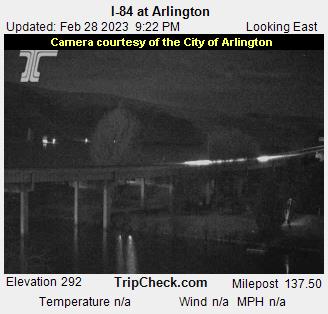 I-84 at Arlington
Updated: Feb 28 2023 9:22 PM Looking East
Camera courtesy of the City of Arlington
Elevation 292 TripCheck.com Milepost 137.50
Temperature n/a Wind n/a MPH n/a